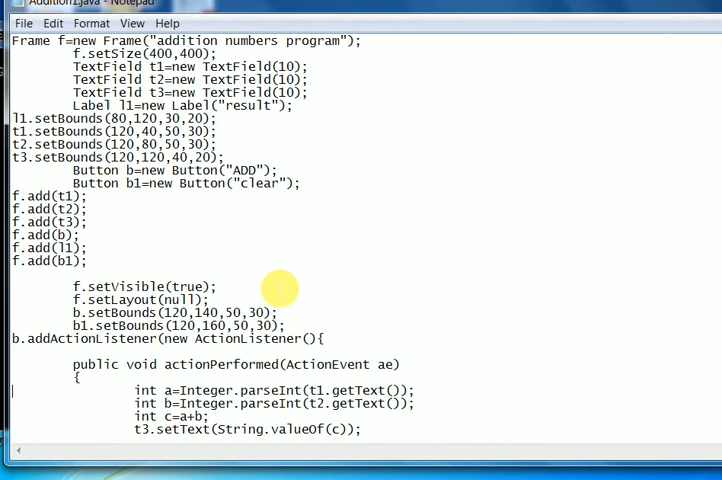 Addition1.java - Notepad
File Edit Format View Help
Frame f=new Frame("addition numbers program");
f.setSize(400,400);
TextField t1=new TextField(10);
TextField t2=new TextField(10);
TextField t3=new TextField(10);
Label l1=new Label("result");
l1.setBounds(80,120,30,20);
t1.setBounds(120,40,50,30);
t2.setBounds(120,80,50,30);
t3.setBounds(120,120,40,20);
Button b=new Button("ADD");
Button b1=new Button("clear");
f.add(t1);
f.add(t2);
f.add(t3);
f.add(b);
f.add(l1);
f.add(b1);
f.setVisible(true);
f.setLayout(null);
b.setBounds(120,140,50,30);
b1.setBounds(120,160,50,30);
b.addActionListener(new ActionListener(){
public void actionPerformed(ActionEvent ae)
{
int a=Integer.parseInt(t1.getText());
int b=Integer.parseInt(t2.getText());
int c=a+b;
t3.setText(String.valueOf(c));